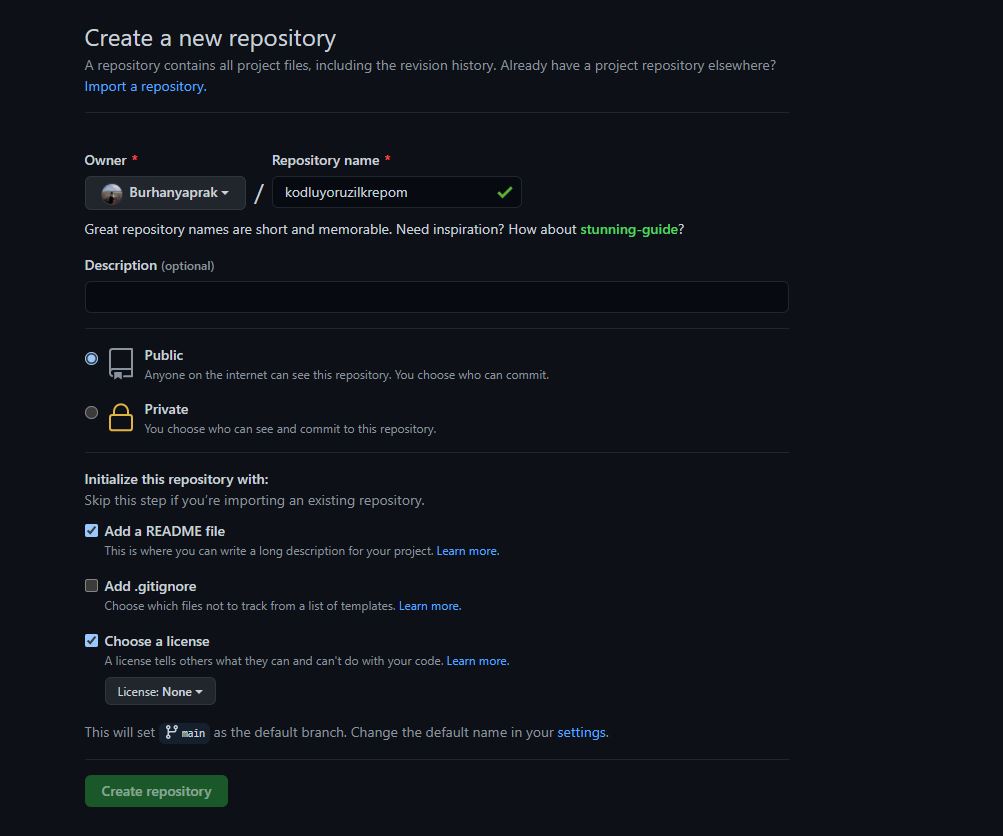 Create a new repository
A repository contains all project files, including the revision history. Already have a project repository elsewhere?
Import a repository.
Owner * Repository name *
Burhanyaprak / kodluyoruzilkrepom
Great repository names are short and memorable. Need inspiration? How about stunning-guide?
Description (optional)
Public
Anyone on the internet can see this repository. You choose who can commit.
Private
You choose who can see and commit to this repository.
Initialize this repository with:
Skip this step if you're importing an existing repository.
Add a README file
This is where you can write a long description for your project. Learn more.
Add .gitignore
Choose which files not to track from a list of templates. Learn more.
Choose a license
A license tells others what they can and can't do with your code. Learn more.
License: None
This will set main as the default branch. Change the default name in your settings.
Create repository